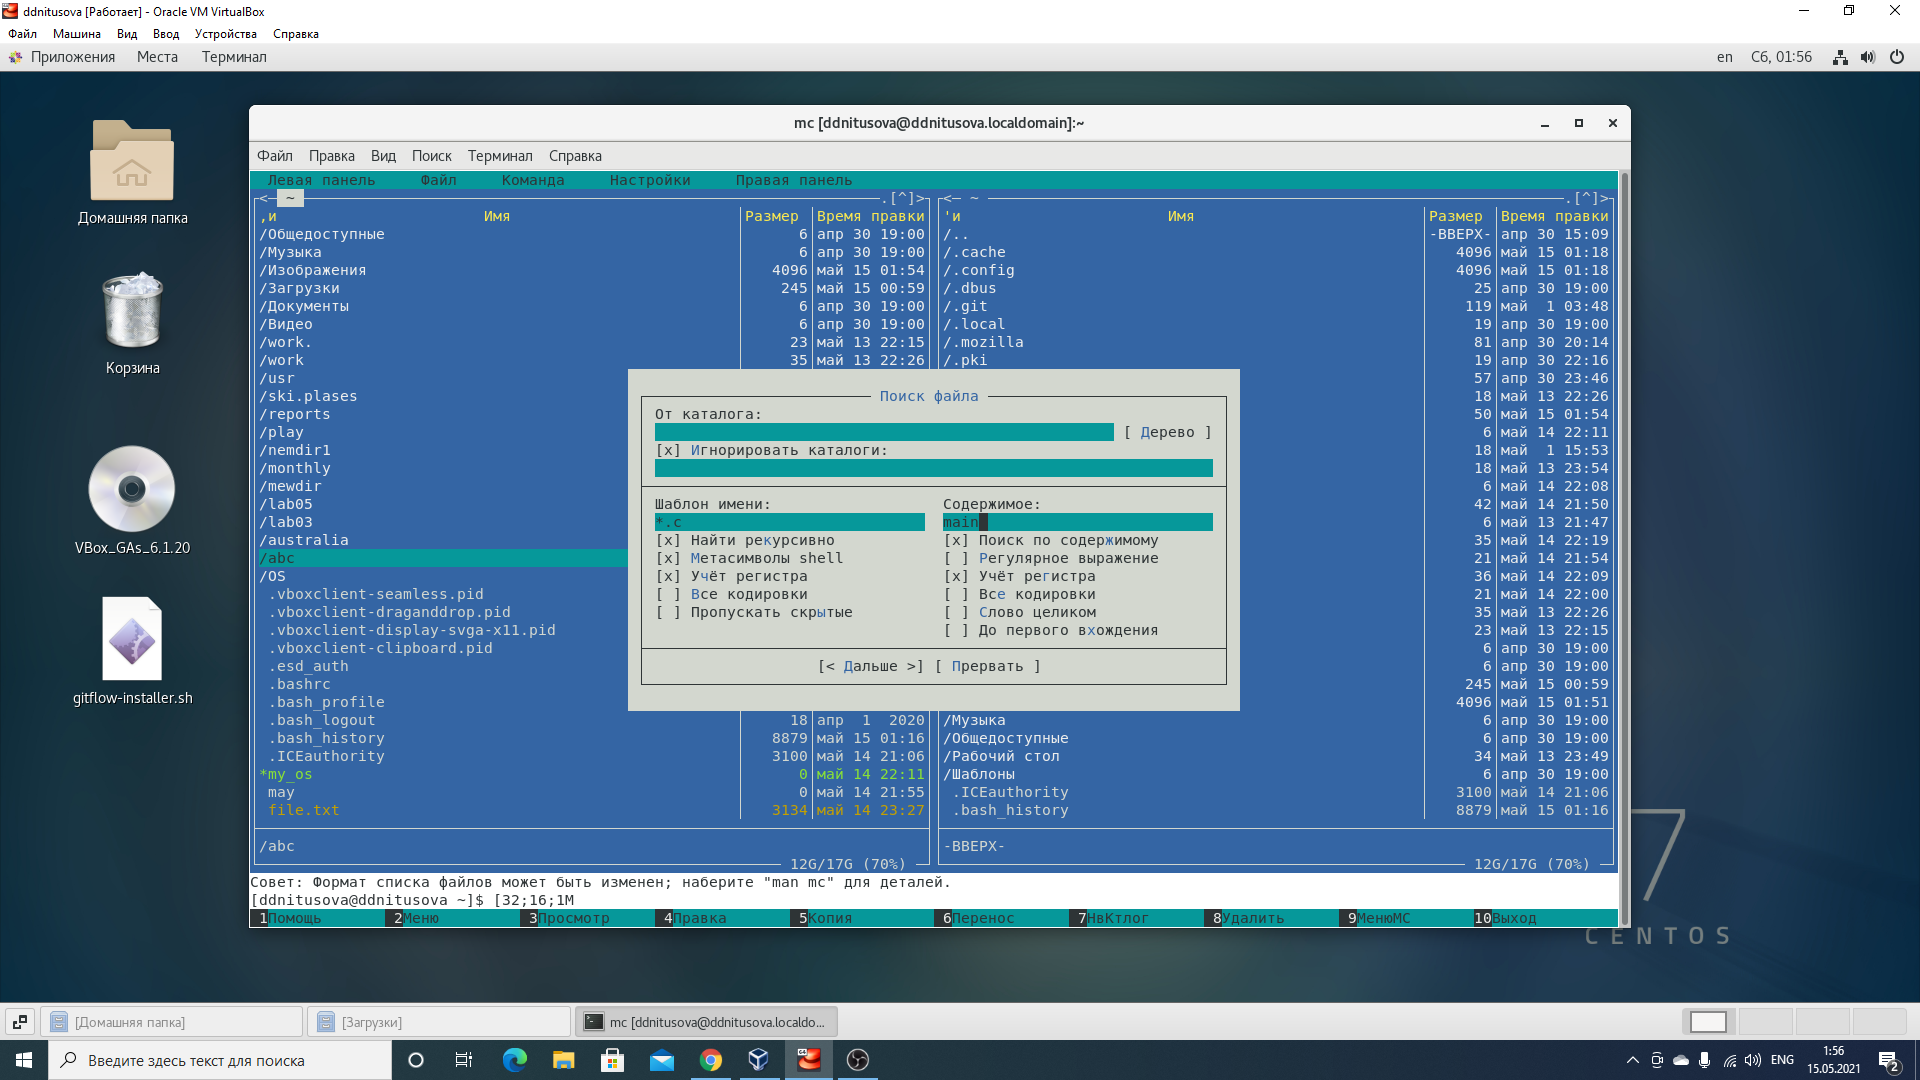 ddnitusova [Работает] - Oracle VM VirtualBox
Файл Машина Вид Ввод Устройства Справка
Приложения Места Терминал en Сб, 01:56
Домашняя папка
Корзина
VBox_GAs_6.1.20
gitflow-installer.sh
mc [ddnitusova@ddnitusova.localdomain]:~
Файл Правка Вид Поиск Терминал Справка
Левая панель Файл Команда Настройки Правая панель
<─ ~ .[^]> <─ ~ .[^]>
,и Имя Размер Время правки 'и Имя Размер Время правки
/Общедоступные 6 апр 30 19:00 /.. -ВВЕРХ- апр 30 15:09
/Музыка 6 апр 30 19:00 /.cache 4096 май 15 01:18
/Изображения 4096 май 15 01:54 /.config 4096 май 15 01:18
/Загрузки 245 май 15 00:59 /.dbus 25 апр 30 19:00
/Документы 6 апр 30 19:00 /.git 119 май 1 03:48
/Видео 6 апр 30 19:00 /.local 19 апр 30 19:00
/work. 23 май 13 22:15 /.mozilla 81 апр 30 20:14
/work 35 май 13 22:26 /.pki 19 апр 30 22:16
/usr 57 апр 30 23:46
/ski.plases 18 май 13 22:26
/reports 50 май 15 01:54
/play 6 май 14 22:11
/nemdir1 18 май 1 15:53
/monthly 18 май 13 23:54
/mewdir 6 май 14 22:08
/lab05 42 май 14 21:50
/lab03 6 май 13 21:47
/australia 35 май 14 22:19
/abc 21 май 14 21:54
/OS 36 май 14 22:09
.vboxclient-seamless.pid 21 май 14 22:00
.vboxclient-draganddrop.pid 35 май 13 22:26
.vboxclient-display-svga-x11.pid 23 май 13 22:15
.vboxclient-clipboard.pid 6 апр 30 19:00
.esd_auth 6 апр 30 19:00
.bashrc 245 май 15 00:59
.bash_profile 4096 май 15 01:51
.bash_logout 18 апр 1 2020 /Музыка 6 апр 30 19:00
.bash_history 8879 май 15 01:16 /Общедоступные 6 апр 30 19:00
.ICEauthority 3100 май 14 21:06 /Рабочий стол 34 май 13 23:49
*my_os 0 май 14 22:11 /Шаблоны 6 апр 30 19:00
may 0 май 14 21:55 .ICEauthority 3100 май 14 21:06
file.txt 3134 май 14 23:27 .bash_history 8879 май 15 01:16
/abc -ВВЕРХ-
12G/17G (70%) 12G/17G (70%)
Поиск файла
От каталога:
[ Дерево ]
[x] Игнорировать каталоги:
Шаблон имени: Содержимое:
*.c main
[x] Найти рекурсивно [x] Поиск по содержимому
[x] Метасимволы shell [ ] Регулярное выражение
[x] Учёт регистра [x] Учёт регистра
[ ] Все кодировки [ ] Все кодировки
[ ] Пропускать скрытые [ ] Слово целиком
[ ] До первого вхождения
[< Дальше >] [ Прервать ]
Совет: Формат списка файлов может быть изменен; наберите "man mc" для деталей.
[ddnitusova@ddnitusova ~]$ [32;16;1M
1Помощь 2Меню 3Просмотр 4Правка 5Копия 6Перенос 7НвКтлог 8Удалить 9МенюМС 10Выход
7
CENTOS
[Домашняя папка] [Загрузки] mc [ddnitusova@ddnitusova.localdo...
Введите здесь текст для поиска ENG 1:56
15.05.2021 2